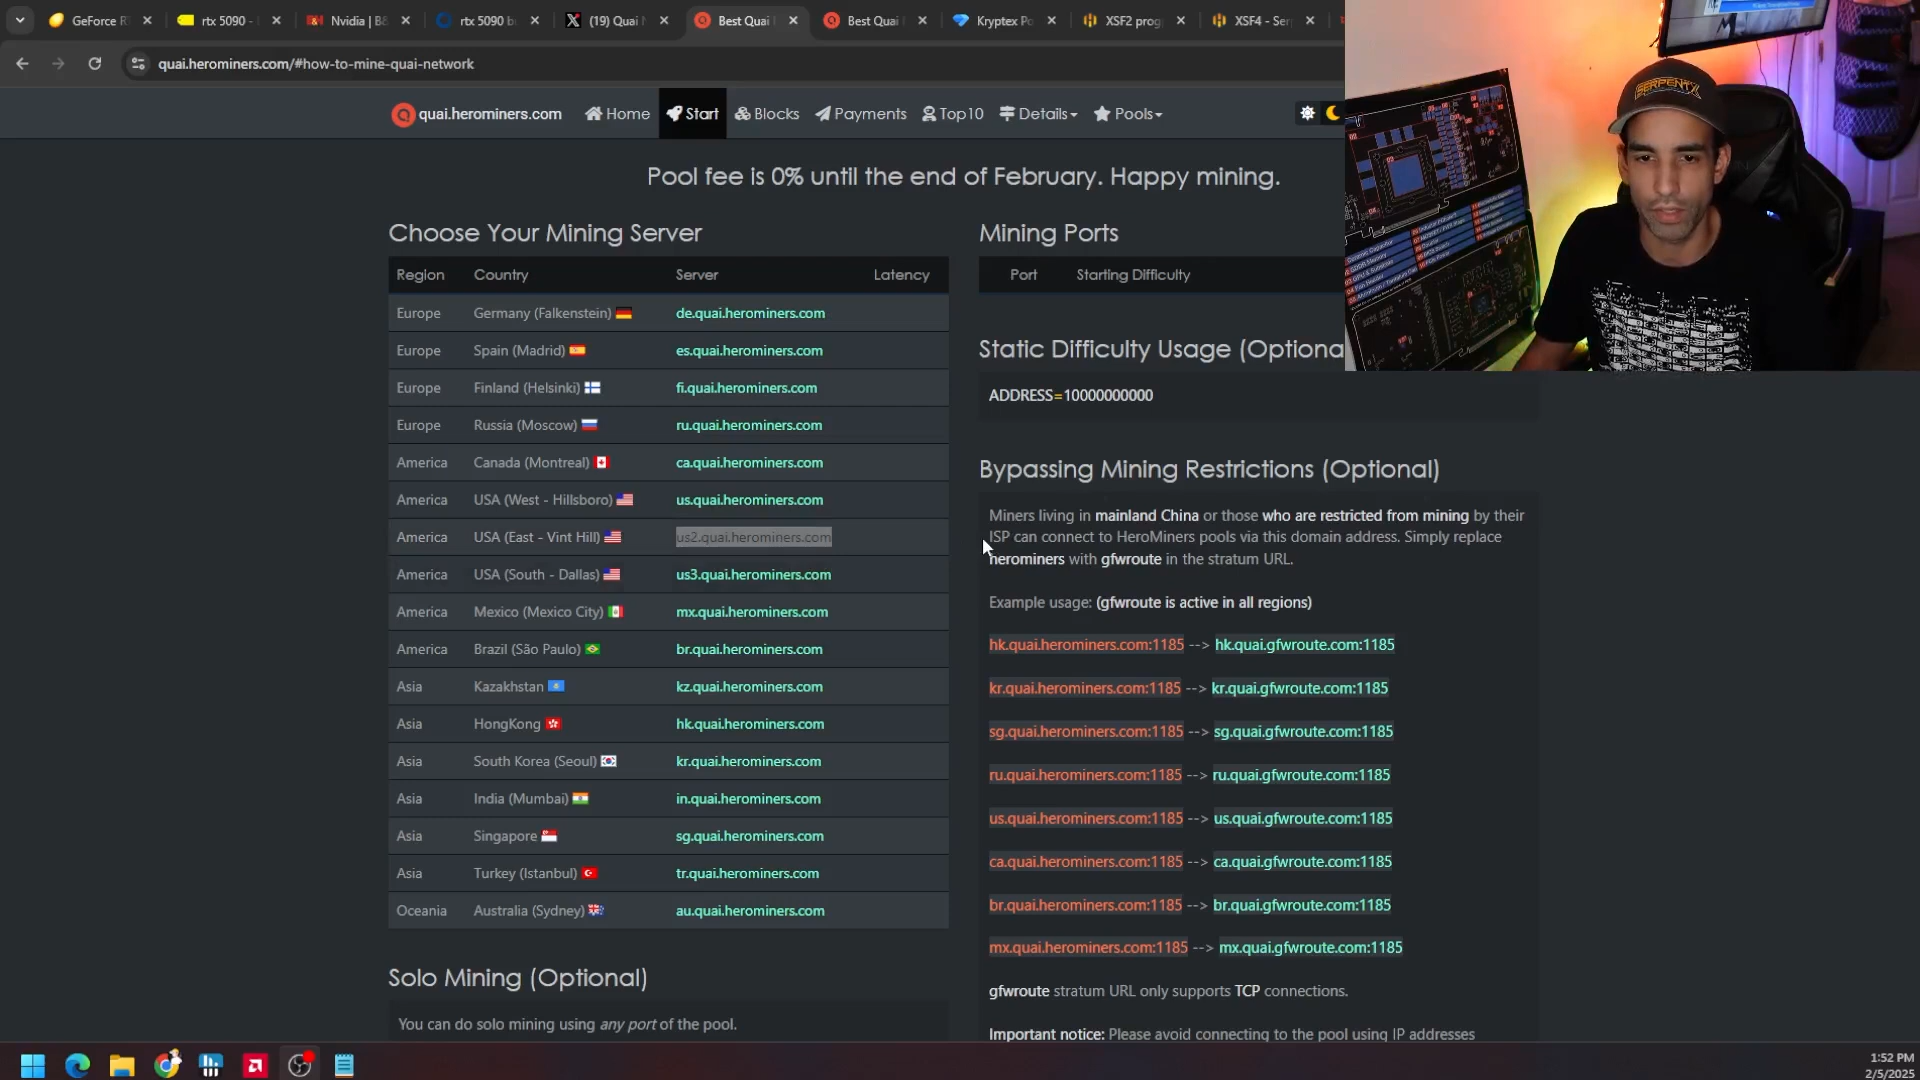 GeForce R
rtx 5090 -
Nvidia | B&
rtx 5090 b
(19) Quai
Best Quai
Best Quai
Kryptex Po
XSF2 prog
XSF4 - Ser
quai.herominers.com/#how-to-mine-quai-network
quai.herominers.com
Home
Start
Blocks
Payments
Top10
Details
Pools
SERPENTX
Pool fee is 0% until the end of February. Happy mining.
Choose Your Mining Server
Region Country Server Latency
Europe Germany (Falkenstein) de.quai.herominers.com
Europe Spain (Madrid) es.quai.herominers.com
Europe Finland (Helsinki) fi.quai.herominers.com
Europe Russia (Moscow) ru.quai.herominers.com
America Canada (Montreal) ca.quai.herominers.com
America USA (West - Hillsboro) us.quai.herominers.com
America USA (East - Vint Hill) us2.quai.herominers.com
America USA (South - Dallas) us3.quai.herominers.com
America Mexico (Mexico City) mx.quai.herominers.com
America Brazil (São Paulo) br.quai.herominers.com
Asia Kazakhstan kz.quai.herominers.com
Asia HongKong hk.quai.herominers.com
Asia South Korea (Seoul) kr.quai.herominers.com
Asia India (Mumbai) in.quai.herominers.com
Asia Singapore sg.quai.herominers.com
Asia Turkey (Istanbul) tr.quai.herominers.com
Oceania Australia (Sydney) au.quai.herominers.com
Solo Mining (Optional)
You can do solo mining using any port of the pool.
Mining Ports
Port Starting Difficulty
Static Difficulty Usage (Optiona
ADDRESS=10000000000
Bypassing Mining Restrictions (Optional)
Miners living in mainland China or those who are restricted from mining by their
ISP can connect to HeroMiners pools via this domain address. Simply replace
herominers with gfwroute in the stratum URL.
Example usage: (gfwroute is active in all regions)
hk.quai.herominers.com:1185 --> hk.quai.gfwroute.com:1185
kr.quai.herominers.com:1185 --> kr.quai.gfwroute.com:1185
sg.quai.herominers.com:1185 --> sg.quai.gfwroute.com:1185
ru.quai.herominers.com:1185 --> ru.quai.gfwroute.com:1185
us.quai.herominers.com:1185 --> us.quai.gfwroute.com:1185
ca.quai.herominers.com:1185 --> ca.quai.gfwroute.com:1185
br.quai.herominers.com:1185 --> br.quai.gfwroute.com:1185
mx.quai.herominers.com:1185 --> mx.quai.gfwroute.com:1185
gfwroute stratum URL only supports TCP connections.
Important notice: Please avoid connecting to the pool using IP addresses
1:52 PM
2/5/2025